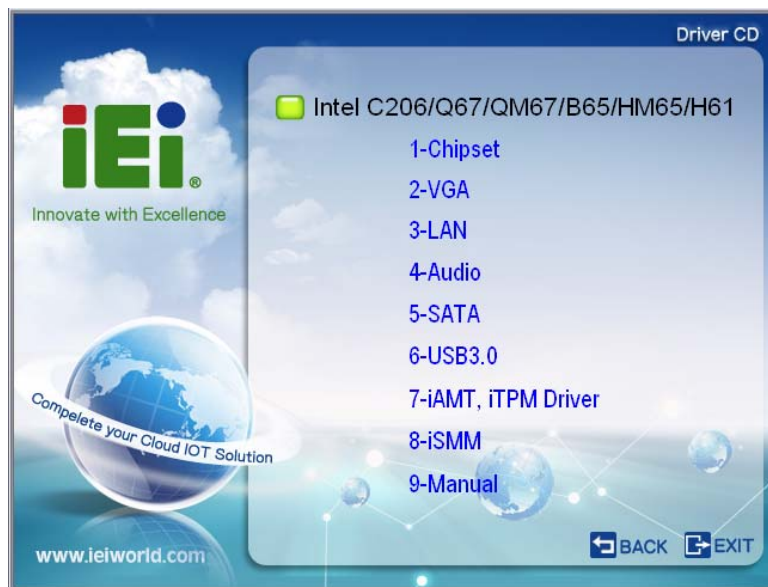 Driver CD
iEi®
Innovate with Excellence
Intel C206/Q67/QM67/B65/HM65/H61
1-Chipset
2-VGA
3-LAN
4-Audio
5-SATA
6-USB3.0
7-iAMT, iTPM Driver
8-iSMM
9-Manual
Compelete your Cloud IOT Solution
www.ieiworld.com
BACK
EXIT